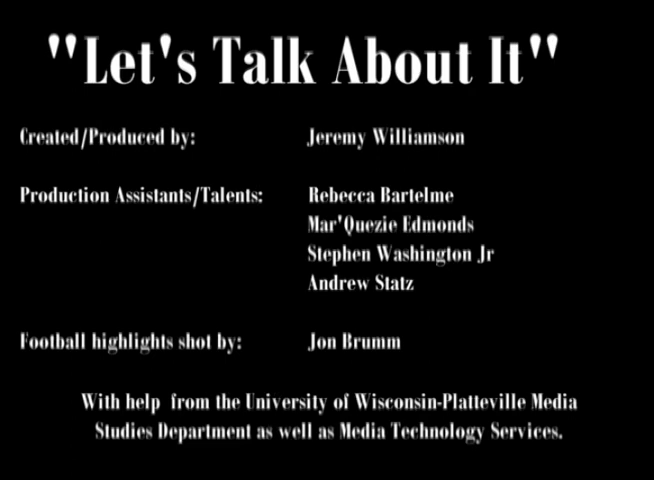 "Let's Talk About It"
Created/Produced by: Jeremy Williamson
Production Assistants/Talents: Rebecca Bartelme
Mar'Quezie Edmonds
Stephen Washington Jr
Andrew Statz
Football highlights shot by: Jon Brumm
With help from the University of Wisconsin-Platteville Media
Studies Department as well as Media Technology Services.